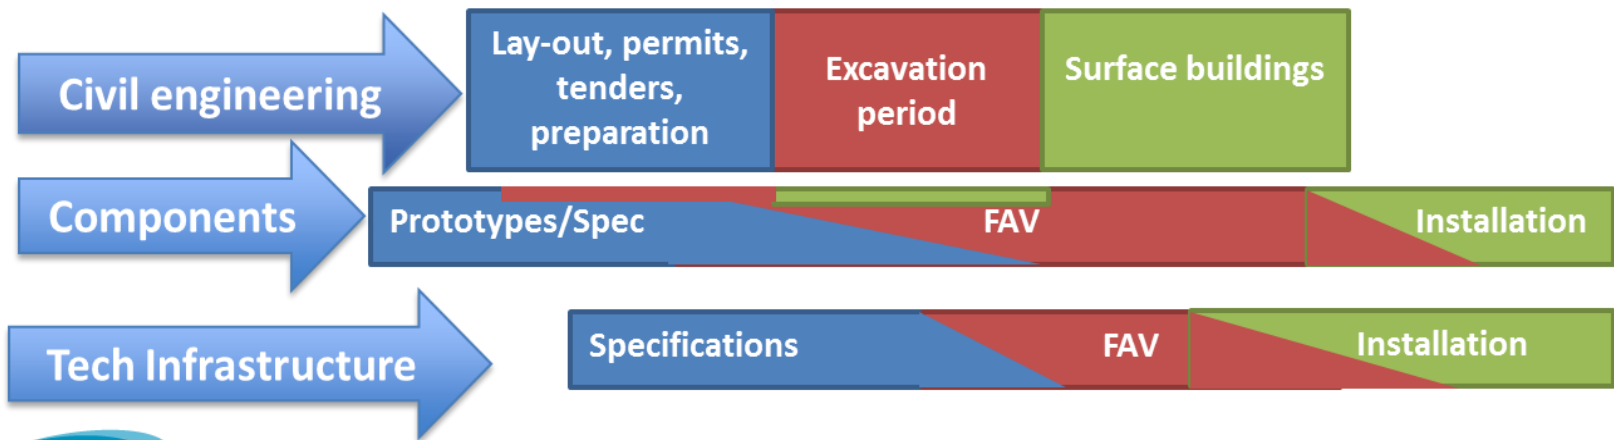 Civil engineering
Lay-out, permits,
tenders,
preparation
Excavation
period
Surface buildings
Components
Prototypes/Spec
FAV
Installation
Tech Infrastructure
Specifications
FAV
Installation